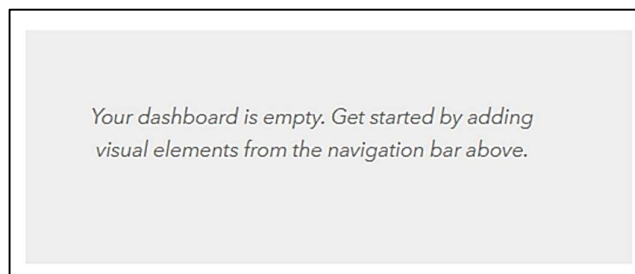 Your dashboard is empty. Get started by adding
visual elements from the navigation bar above.